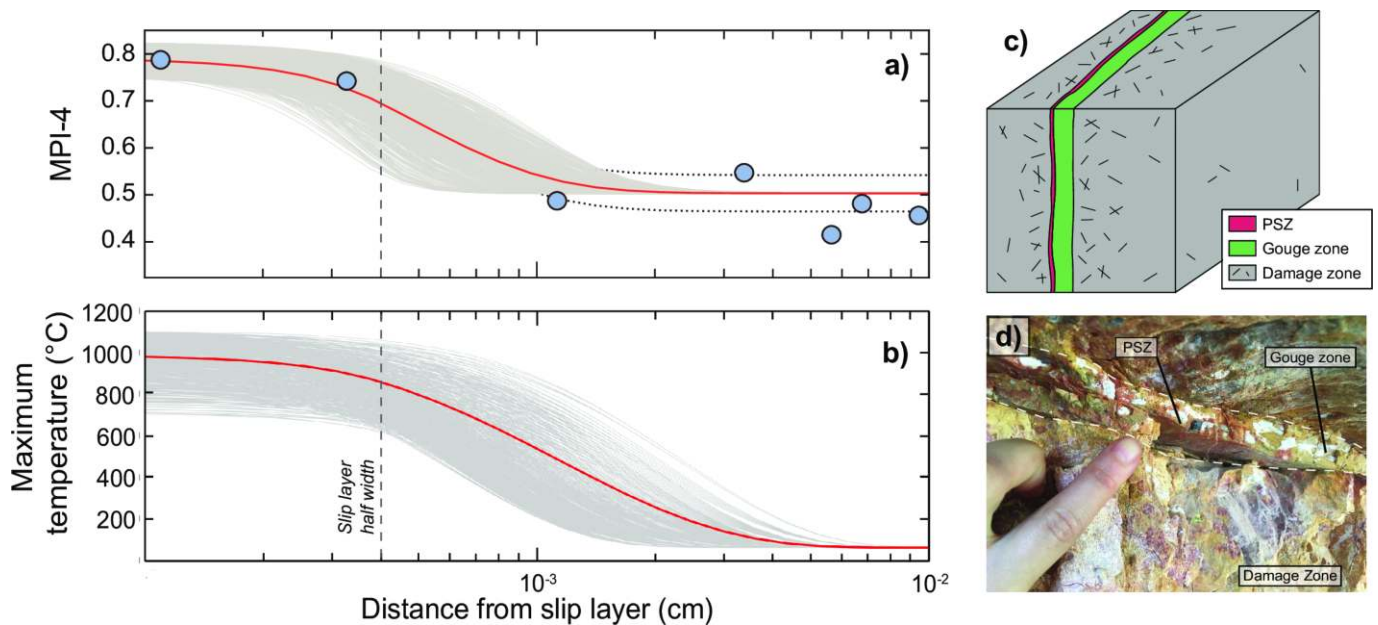 a)
0.8
0.7
0.6
0.5
0.4
MPI-4
b)
1200
1000
800
600
400
200
Maximum
temperature (°C)
Slip layer
half width
10-3
10-2
Distance from slip layer (cm)
c)
PSZ
Gouge zone
Damage zone
d)
PSZ
Gouge zone
Damage Zone